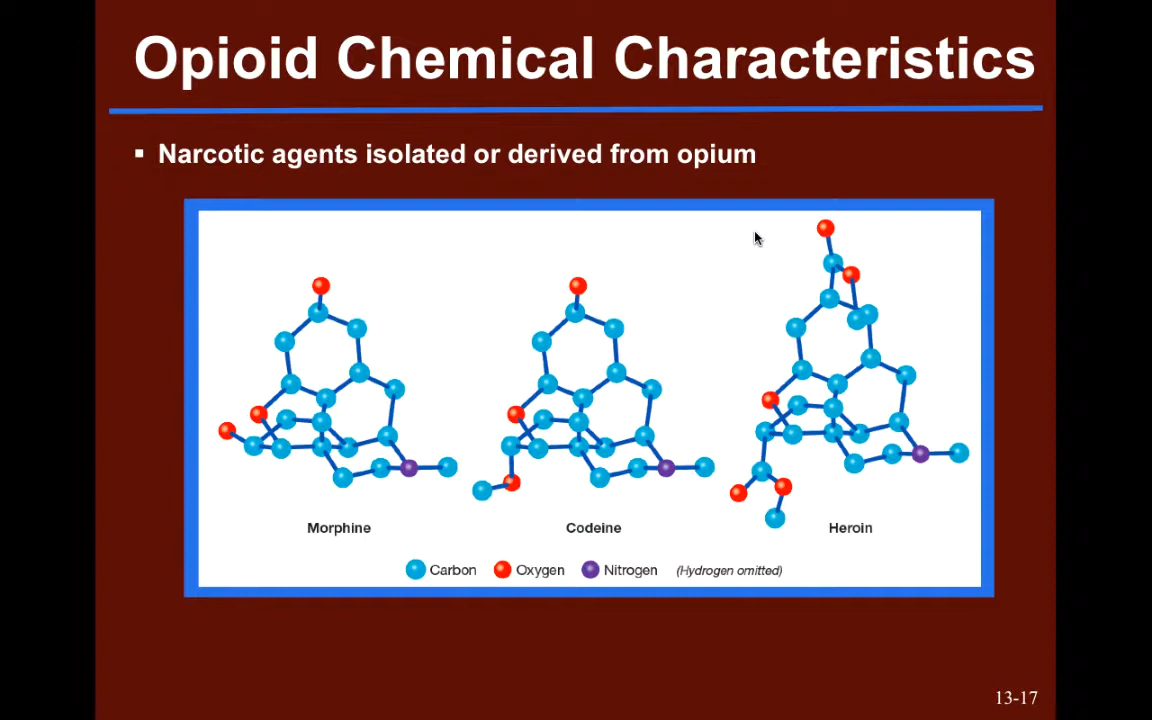 Opioid Chemical Characteristics
▪ Narcotic agents isolated or derived from opium
Morphine Codeine Heroin
Carbon Oxygen Nitrogen (Hydrogen omitted)
13-17